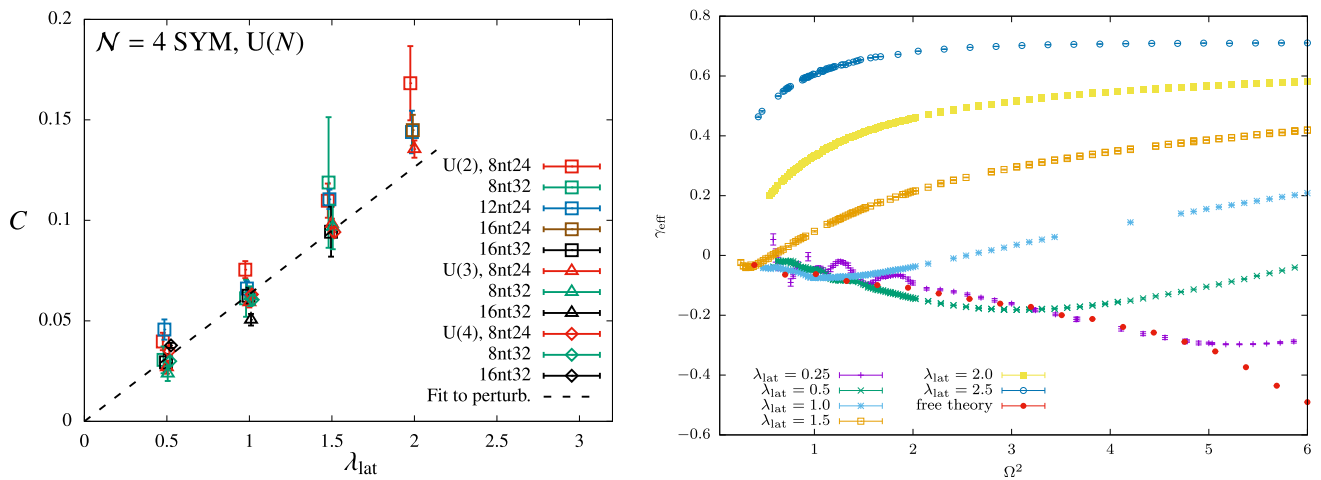 𝒩 = 4 SYM, U(N)
C
0.2
0.15
0.1
0.05
0
0
0.5
1
1.5
2
2.5
3
λlat
U(2), 8nt24
8nt32
12nt24
16nt24
16nt32
U(3), 8nt24
8nt32
16nt32
U(4), 8nt24
8nt32
16nt32
Fit to perturb.
γeff
0.8
0.6
0.4
0.2
0
−0.2
−0.4
−0.6
λlat = 0.25
λlat = 0.5
λlat = 1.0
λlat = 1.5
λlat = 2.0
λlat = 2.5
free theory
1
2
3
4
5
6
Ω²